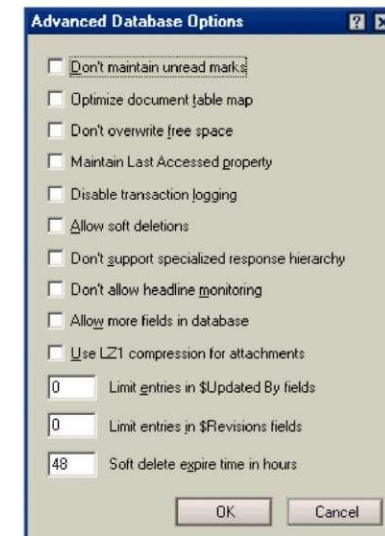 Advanced Database Options
Don't maintain unread marks
Optimize document table map
Don't overwrite free space
Maintain Last Accessed property
Disable transaction logging
Allow soft deletions
Don't support specialized response hierarchy
Don't allow headline monitoring
Allow more fields in database
Use LZ1 compression for attachments
0 Limit entries in $Updated By fields
0 Limit entries in $Revisions fields
48 Soft delete expire time in hours
OK Cancel